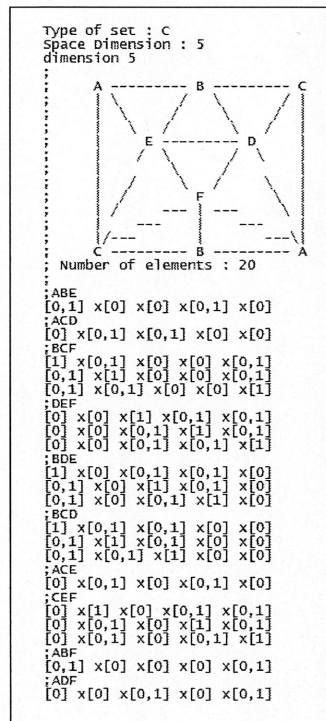 Type of set : C
Space Dimension : 5
dimension 5
;
; A ---------- B ---------- C
; E ---------- D
; F
; C ---------- B ---------- A
; Number of elements : 20
;
;ABE
[0,1] x[0] x[0] x[0,1] x[0]
;ACD
[0] x[0,1] x[0,1] x[0] x[0]
;BCF
[1] x[0,1] x[0] x[0] x[0,1]
[0,1] x[1] x[0] x[0] x[0,1]
[0,1] x[0,1] x[0] x[0] x[1]
;DEF
[0] x[0] x[1] x[0,1] x[0,1]
[0] x[0] x[0,1] x[1] x[0,1]
[0] x[0] x[0,1] x[0,1] x[1]
;BDE
[1] x[0] x[0,1] x[0,1] x[0]
[0,1] x[0] x[1] x[0,1] x[0]
[0,1] x[0] x[0,1] x[1] x[0]
;BCD
[1] x[0,1] x[0,1] x[0] x[0]
[0,1] x[1] x[0,1] x[0] x[0]
[0,1] x[0,1] x[1] x[0] x[0]
;ACE
[0] x[0,1] x[0] x[0,1] x[0]
;CEF
[0] x[1] x[0] x[0,1] x[0,1]
[0] x[0,1] x[0] x[1] x[0,1]
[0] x[0,1] x[0] x[0,1] x[1]
;ABF
[0,1] x[0] x[0] x[0] x[0,1]
;ADF
[0] x[0] x[0,1] x[0] x[0,1]